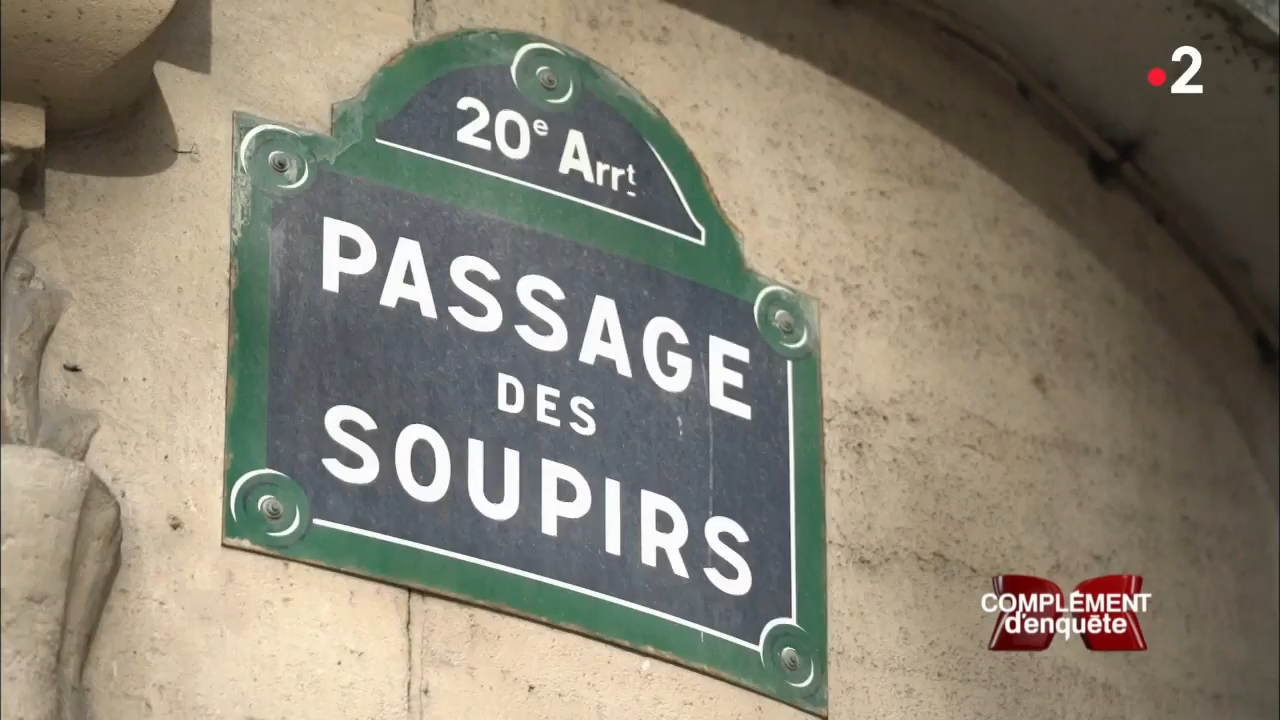 20e Arrt
PASSAGE
DES
SOUPIRS
2
COMPLÉMENT
d'enquête